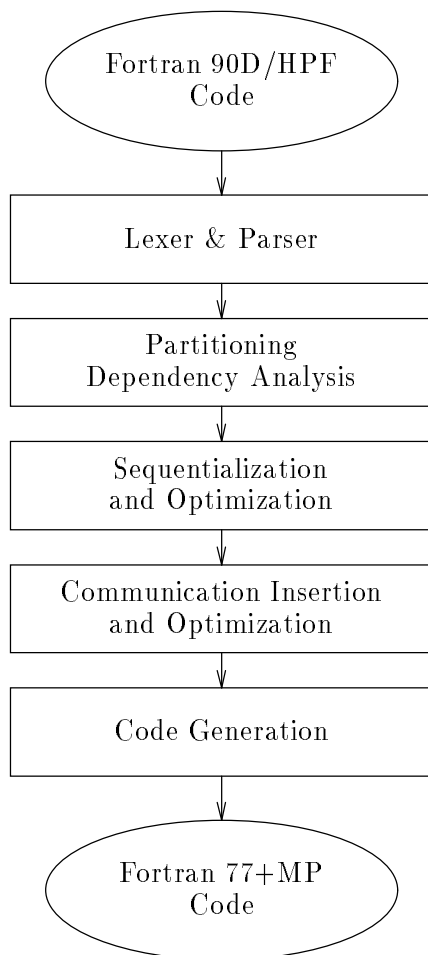 Fortran 90D/HPF
Code
Lexer & Parser
Partitioning
Dependency Analysis
Sequentialization
and Optimization
Communication Insertion
and Optimization
Code Generation
Fortran 77+MP
Code